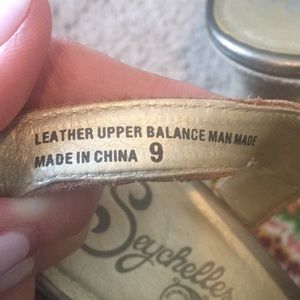 LEATHER UPPER BALANCE MAN MADE
MADE IN CHINA 9
Seychelles